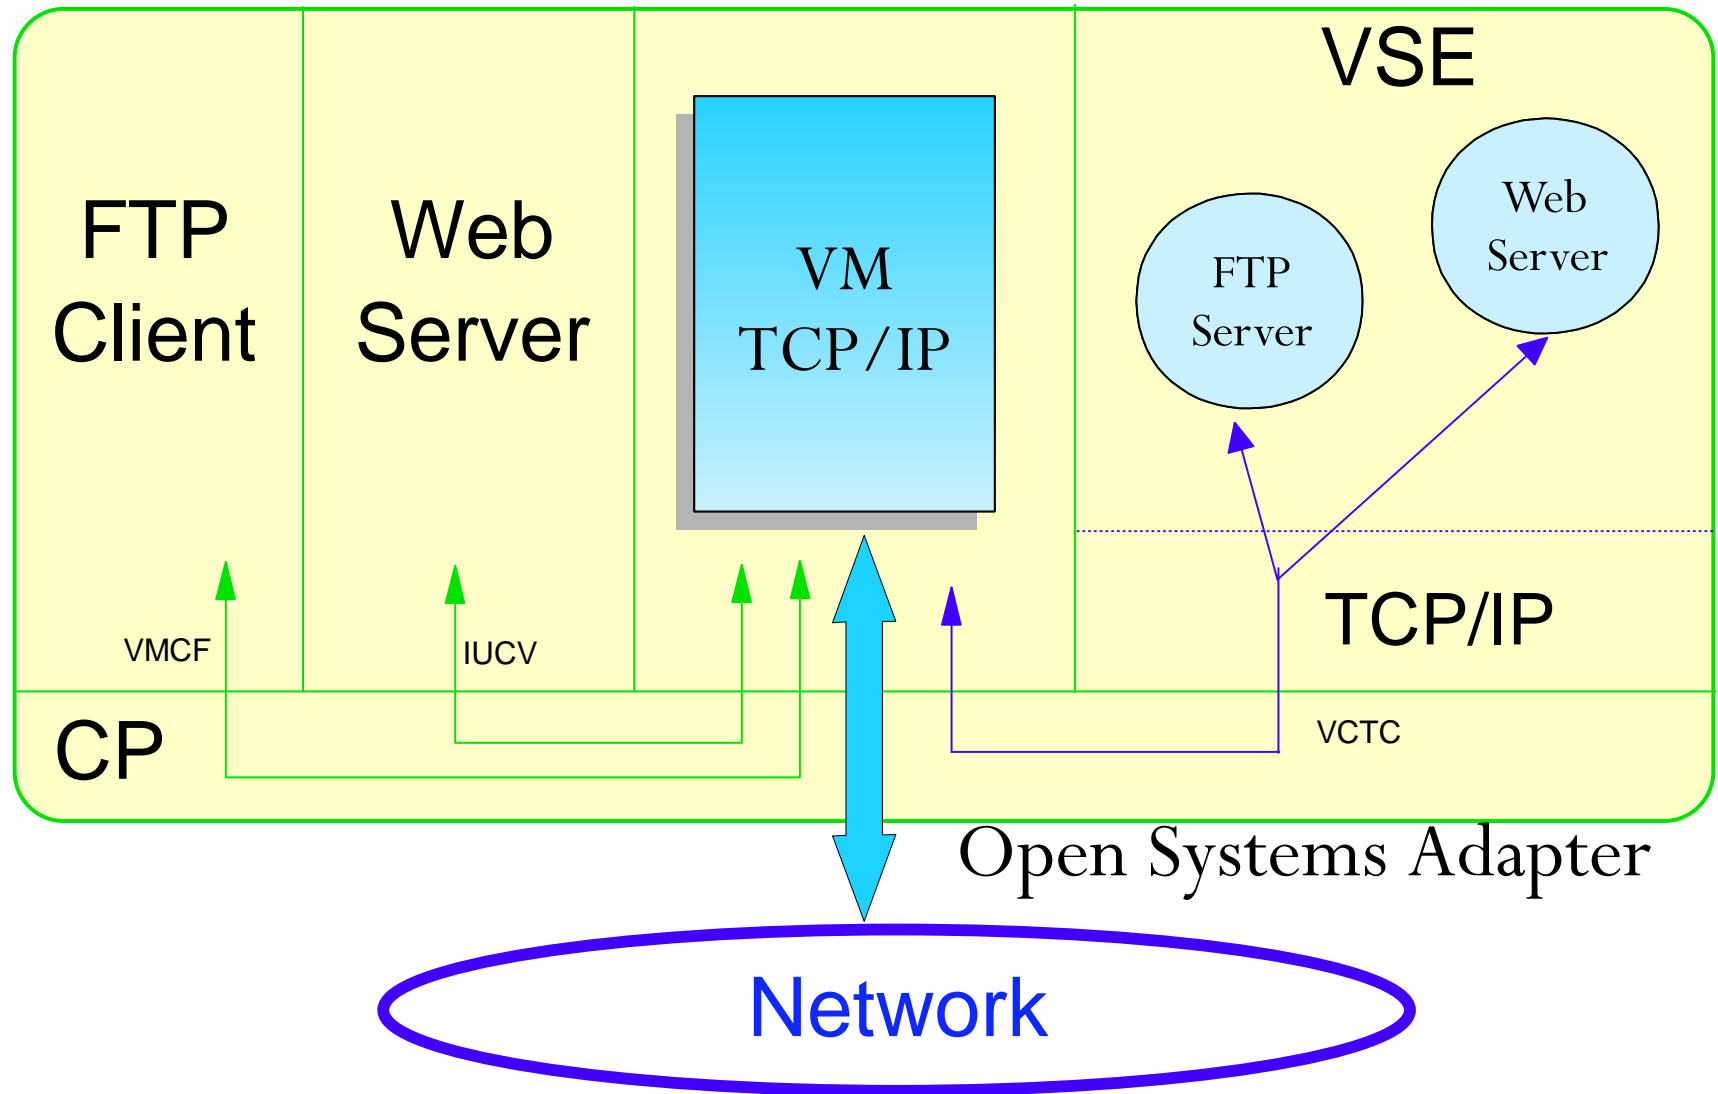 VSE
FTP
Client
Web
Server
VM
TCP/IP
FTP
Server
Web
Server
VMCF
IUCV
TCP/IP
CP
VCTC
Open Systems Adapter
Network